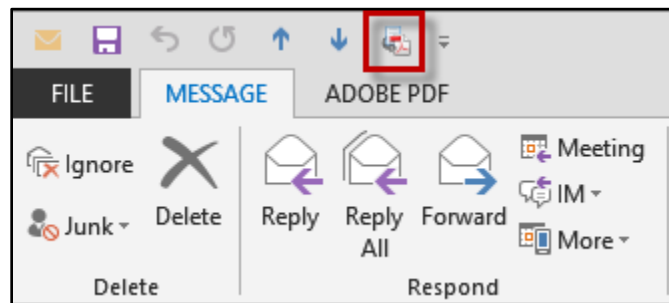 FILE
MESSAGE
ADOBE PDF
Ignore
Junk
Delete
Delete
Reply
Reply
All
Forward
Meeting
IM
More
Respond